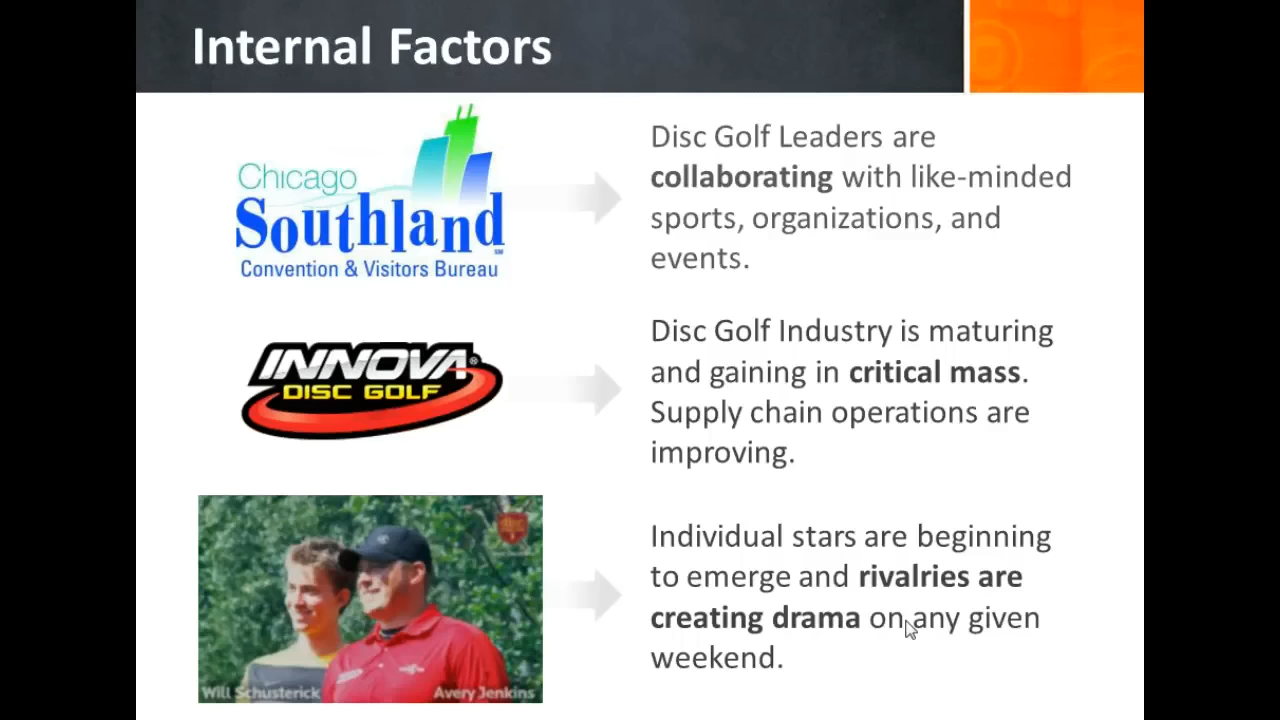 Internal Factors
Chicago
Southland
Convention & Visitors Bureau
Disc Golf Leaders are
collaborating with like-minded
sports, organizations, and
events.
INNOVA®
DISC GOLF
Disc Golf Industry is maturing
and gaining in critical mass.
Supply chain operations are
improving.
disc
Will Schusterick
Avery Jenkins
Individual stars are beginning
to emerge and rivalries are
creating drama on any given
weekend.